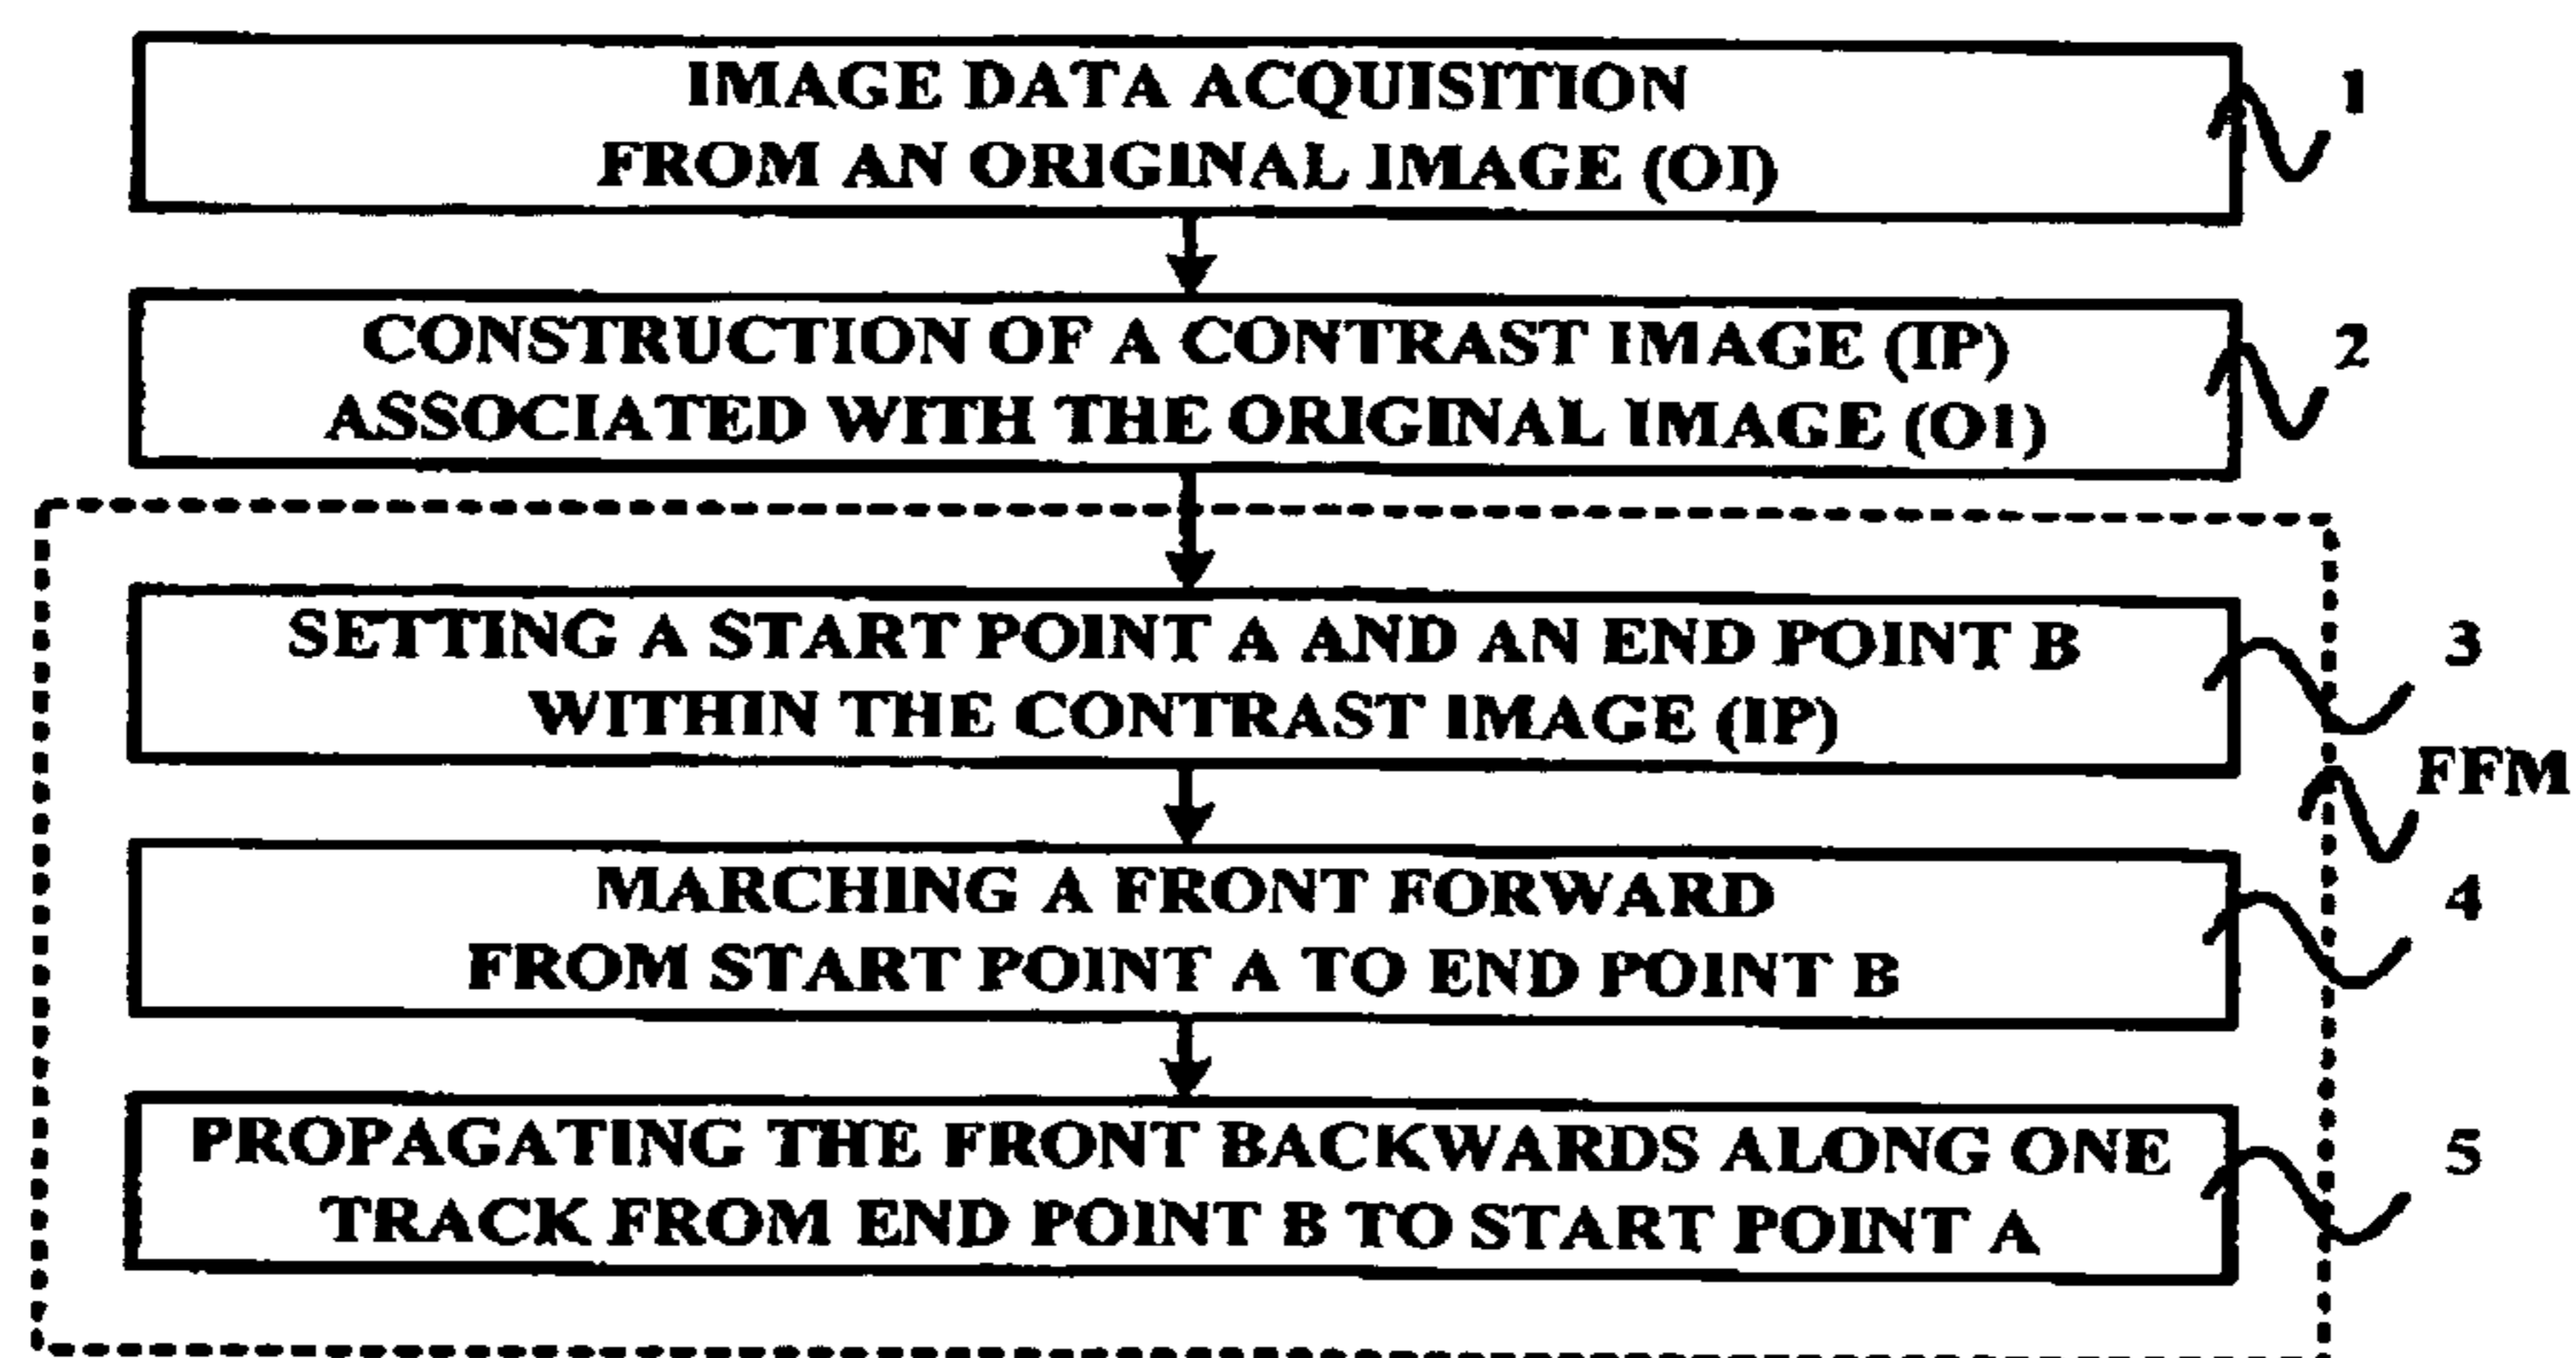 IMAGE DATA ACQUISITION
FROM AN ORIGINAL IMAGE (OI)
1
CONSTRUCTION OF A CONTRAST IMAGE (IP)
ASSOCIATED WITH THE ORIGINAL IMAGE (OI)
2
SETTING A START POINT A AND AN END POINT B
WITHIN THE CONTRAST IMAGE (IP)
3
FFM
MARCHING A FRONT FORWARD
FROM START POINT A TO END POINT B
4
PROPAGATING THE FRONT BACKWARDS ALONG ONE
TRACK FROM END POINT B TO START POINT A
5